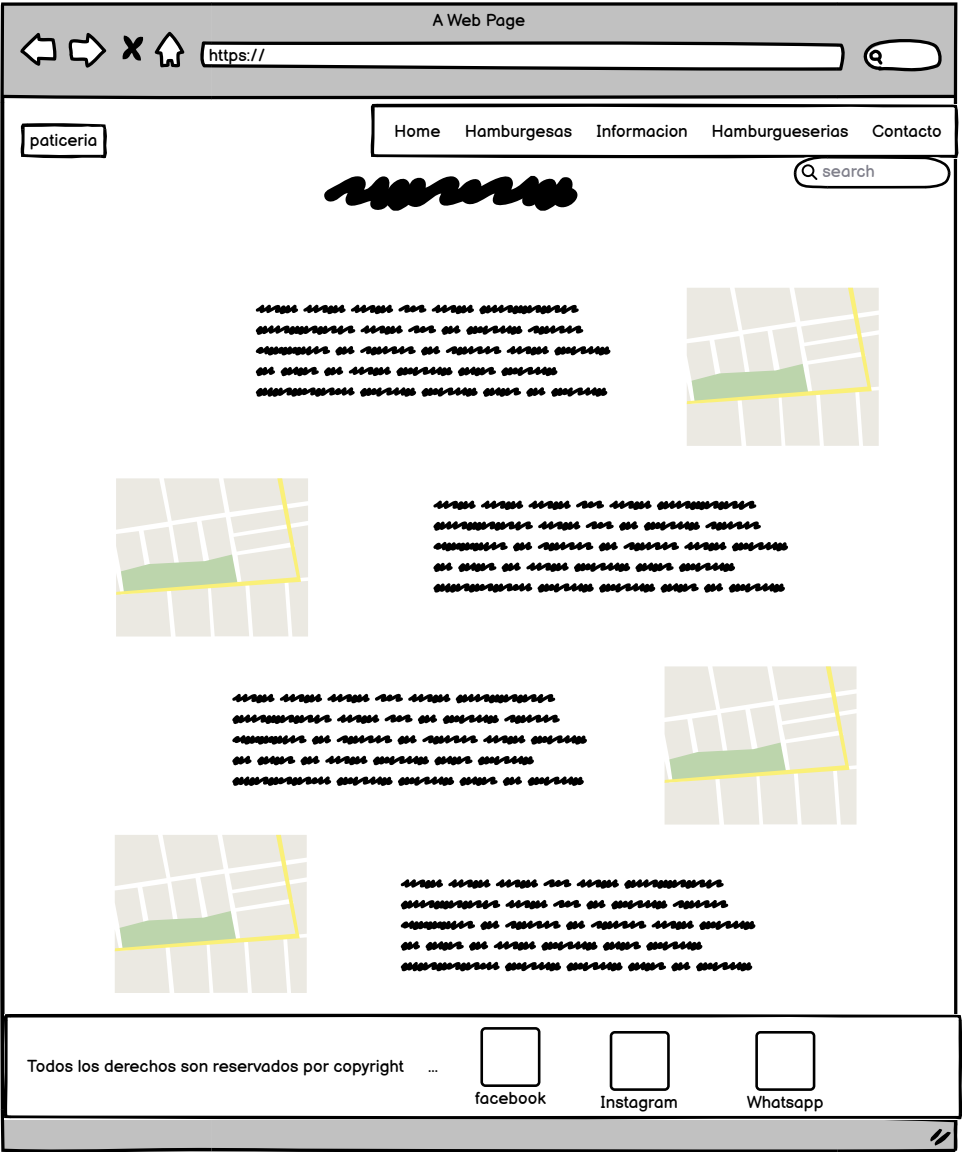 A Web Page
https://
paticeria
Home Hamburgesas Informacion Hamburgueserias Contacto
search
Todos los derechos son reservados por copyright ...
facebook
Instagram
Whatsapp